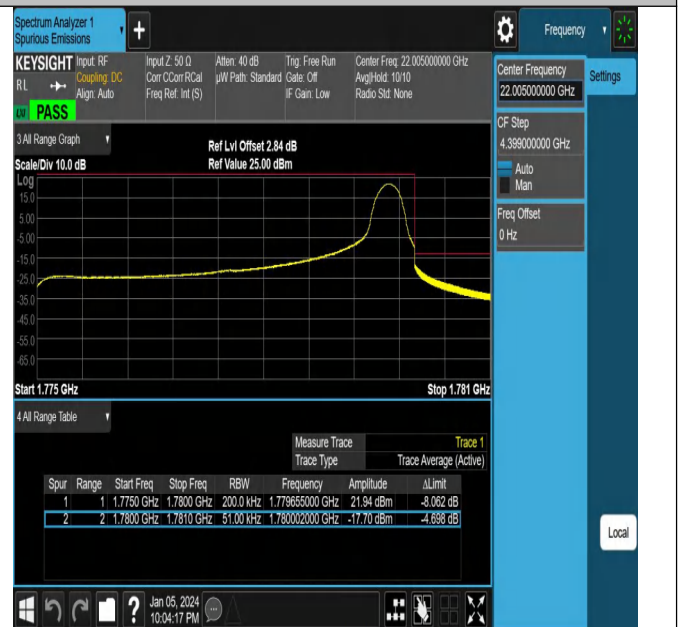 Spectrum Analyzer 1
Spurious Emissions
+
Frequency
KEYSIGHT
RL
PASS
Input: RF
Coupling: DC
Align: Auto
Input Z: 50 Ω
Corr CCorr RCal
Freq Ref: Int (S)
Atten: 40 dB
µW Path: Standard
Trig: Free Run
Gate: Off
IF Gain: Low
Center Freq: 22.005000000 GHz
Avg|Hold: 10/10
Radio Std: None
Center Frequency
22.005000000 GHz
Settings
CF Step
4.399000000 GHz
Auto
Man
Freq Offset
0 Hz
3 All Range Graph
Scale/Div 10.0 dB
Ref Lvl Offset 2.84 dB
Ref Value 25.00 dBm
Log
15.0
5.00
-5.00
-15.0
-25.0
-35.0
-45.0
-55.0
-65.0
Start 1.775 GHz
Stop 1.781 GHz
4 All Range Table
Measure Trace Trace 1
Trace Type Trace Average (Active)
Spur Range Start Freq Stop Freq RBW Frequency Amplitude ΔLimit
1 1 1.7750 GHz 1.7800 GHz 200.0 kHz 1.779655000 GHz 21.94 dBm -8.062 dB
2 2 1.7800 GHz 1.7810 GHz 51.00 kHz 1.780002000 GHz -17.70 dBm -4.698 dB
Local
?
Jan 05, 2024
10:04:17 PM